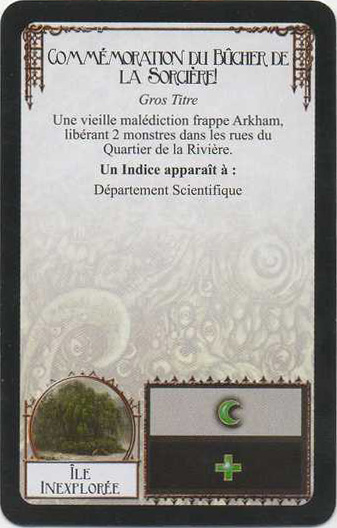 Commémoration du Bûcher de
la Sorcière!
Gros Titre
Une vieille malédiction frappe Arkham,
libérant 2 monstres dans les rues du
Quartier de la Rivière.
Un Indice apparaît à :
Département Scientifique
Île
Inexplorée